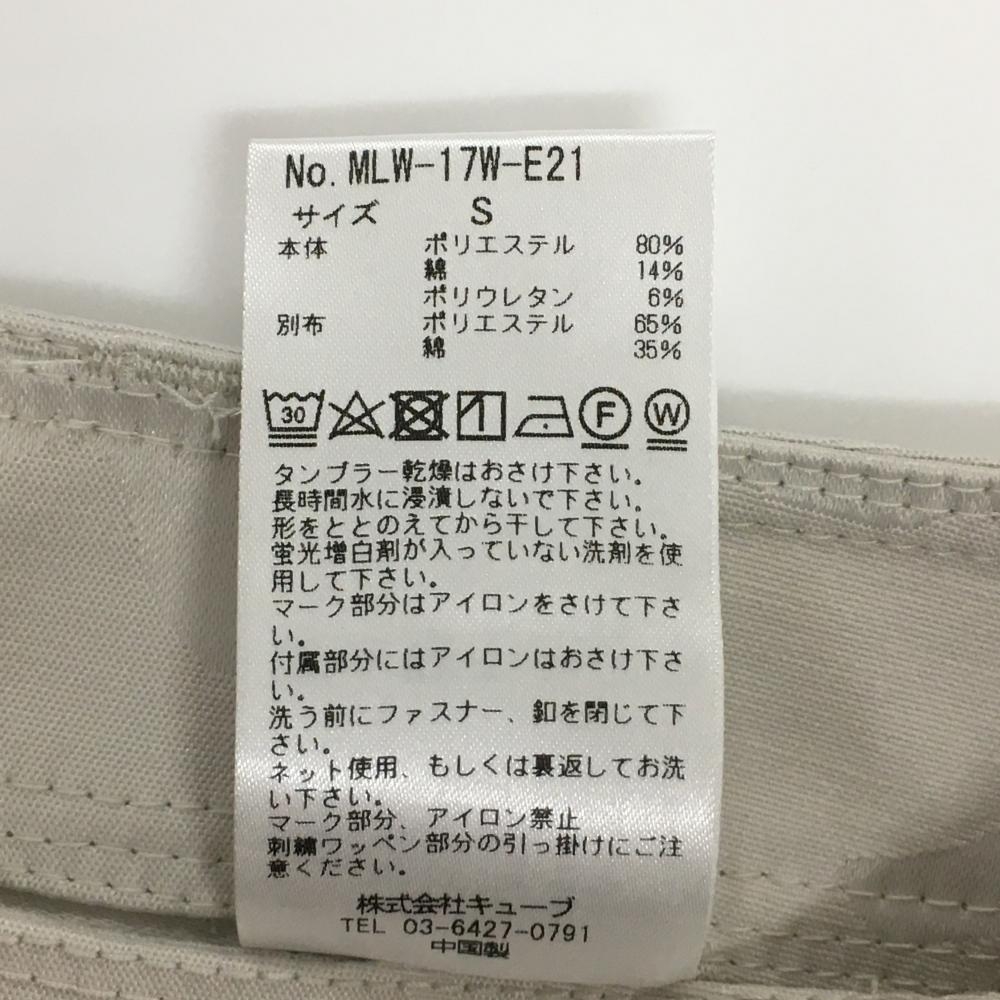 No. MLW-17W-E21
サイズ S
本体 ポリエステル 80%
綿 14%
ポリウレタン 6%
別布 ポリエステル 65%
綿 35%
30 F W
タンブラー乾燥はおさけ下さい。
長時間水に浸漬しないで下さい。
形をととのえてから干して下さい。
蛍光増白剤が入っていない洗剤を使
用して下さい。
マーク部分はアイロンをさけて下さ
い。
付属部分にはアイロンはおさけ下さ
い。
洗う前にファスナー、釦を閉じて下
さい。
ネット使用、もしくは裏返してお洗
い下さい。
マーク部分、アイロン禁止
刺繍ワッペン部分の引っ掛けにご注
意ください。
株式会社キューブ
TEL 03-6427-0791
中国製